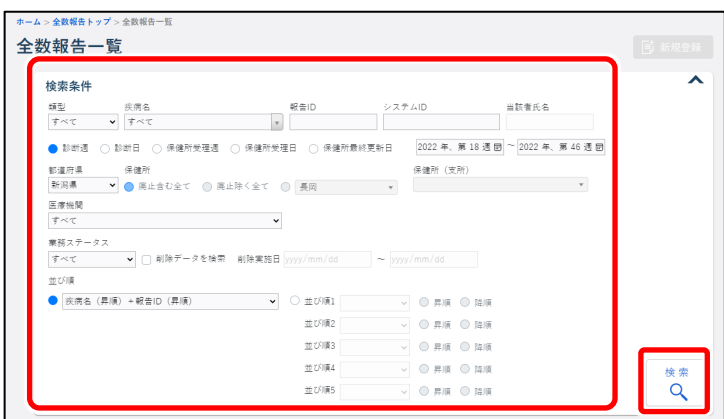 ホーム > 全数報告トップ > 全数報告一覧
全数報告一覧
新規登録
検索条件
類型 疾病名 報告ID システムID 当該者氏名
すべて すべて
診断週 診断日 保健所受理週 保健所受理日 保健所最終更新日 2022 年、第 18 週 ~ 2022 年、第 46 週
都道府県 保健所 保健所（支所）
新潟県 廃止含む全て 廃止除く全て 長岡
医療機関
すべて
業務ステータス
すべて 削除データを検索 削除実施日 yyyy/mm/dd ~ yyyy/mm/dd
並び順
疾病名（昇順）+報告ID（昇順） 並び順1 昇順 降順
並び順2 昇順 降順
並び順3 昇順 降順
並び順4 昇順 降順
並び順5 昇順 降順
検索